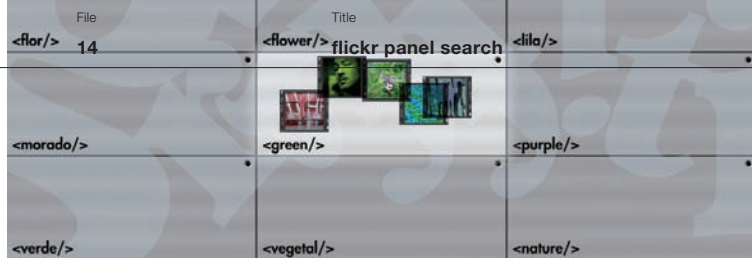 File Title
<flor/> <flower/> <lila/>
14 flickr panel search
<morado/> <green/> <purple/>
<verde/> <vegetal/> <nature/>